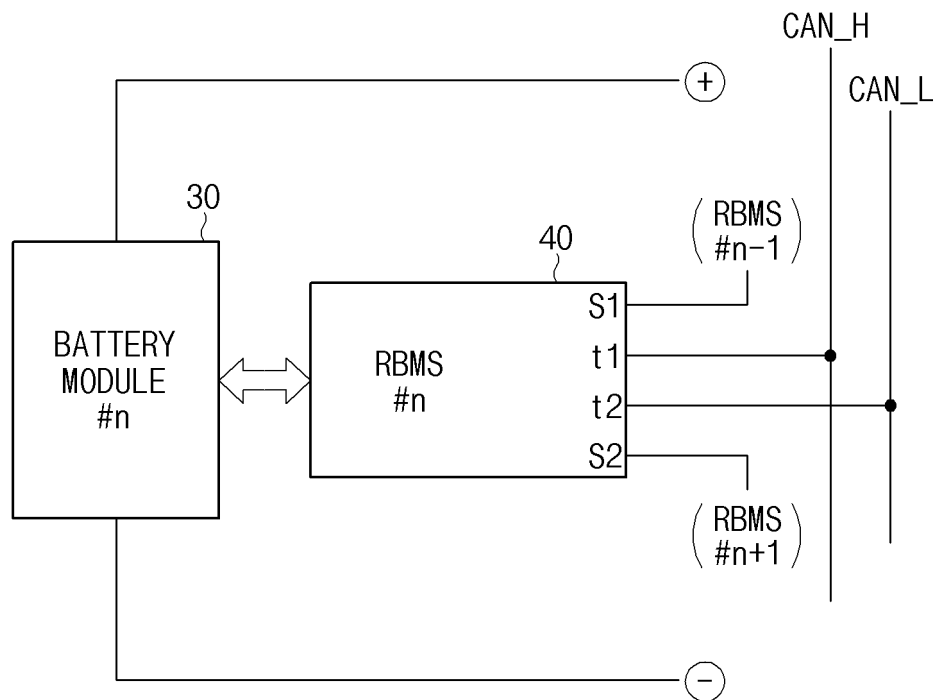 CAN_H
CAN_L
+
30
BATTERY
MODULE
#n
40
RBMS
#n
S1
t1
t2
S2
(RBMS
#n-1)
(RBMS
#n+1)
−